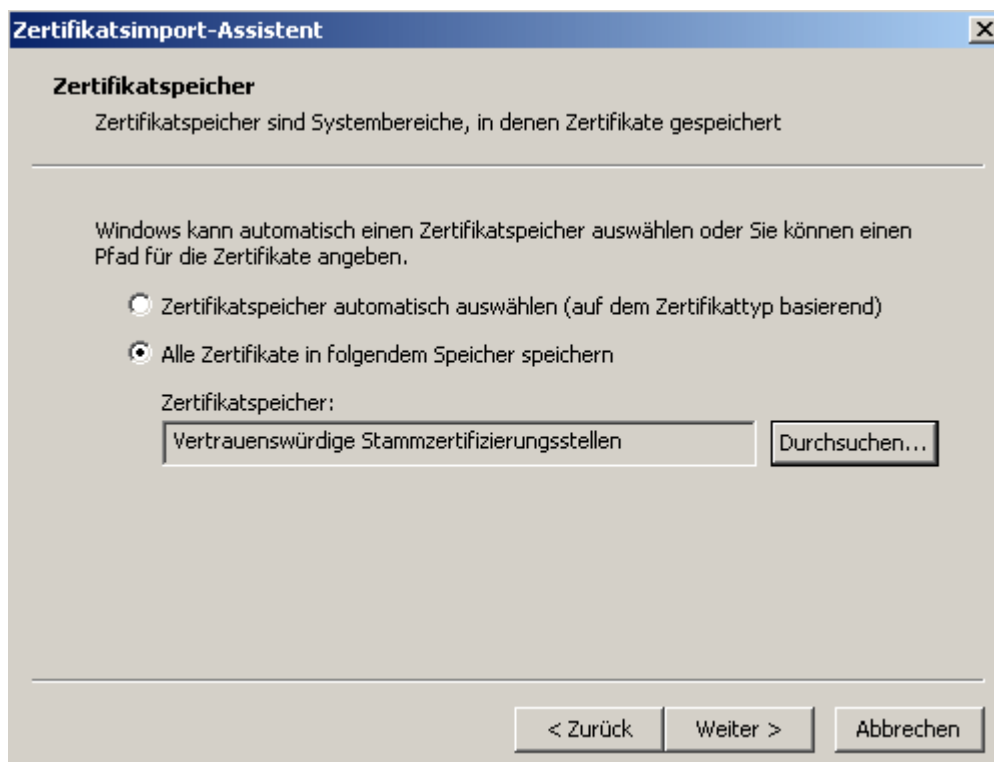 Zertifikatsimport-Assistent
Zertifikatspeicher
Zertifikatspeicher sind Systembereiche, in denen Zertifikate gespeichert
Windows kann automatisch einen Zertifikatspeicher auswählen oder Sie können einen
Pfad für die Zertifikate angeben.
Zertifikatspeicher automatisch auswählen (auf dem Zertifikattyp basierend)
Alle Zertifikate in folgendem Speicher speichern
Zertifikatspeicher:
Vertrauenswürdige Stammzertifizierungsstellen
Durchsuchen...
< Zurück
Weiter >
Abbrechen